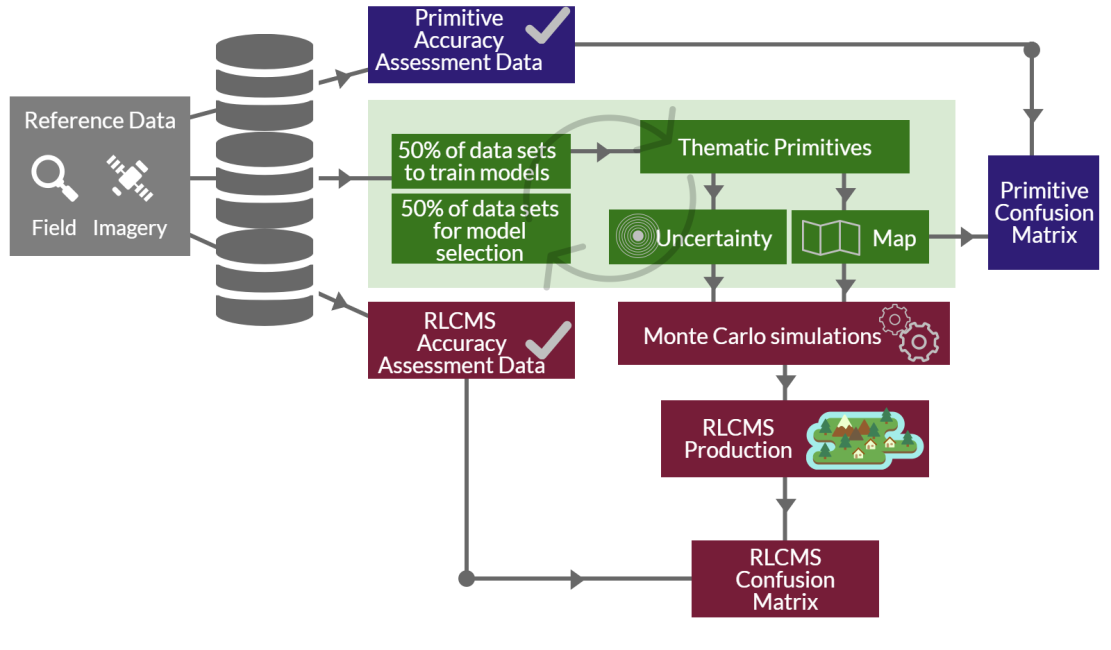 Primitive
Accuracy
Assessment Data
Reference Data
Field
Imagery
50% of data sets
to train models
50% of data sets
for model
selection
Thematic Primitives
Uncertainty
Map
Primitive
Confusion
Matrix
RLCMS
Accuracy
Assessment Data
Monte Carlo simulations
RLCMS
Production
RLCMS
Confusion
Matrix